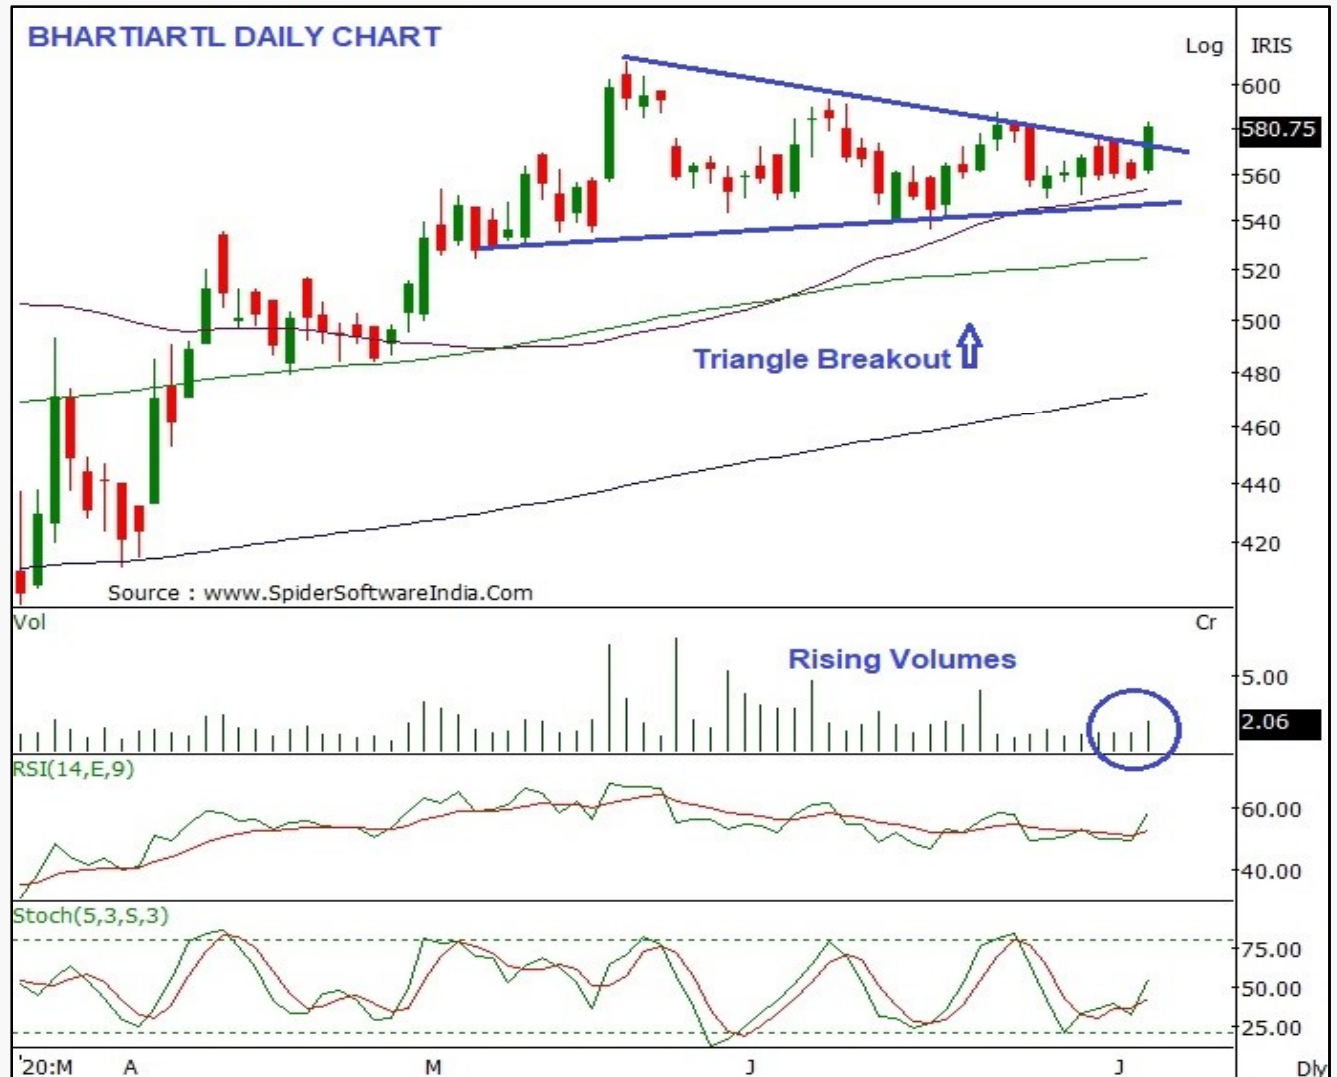 BHARTIARTL DAILY CHART
Log IRIS
600
580.75
560
540
520
500
Triangle Breakout
480
460
440
420
Source : www.SpiderSoftwareIndia.Com
Vol Cr
Rising Volumes
5.00
2.06
RSI(14,E,9)
60.00
40.00
Stoch(5,3,S,3)
75.00
50.00
25.00
'20:M A M J J Dly